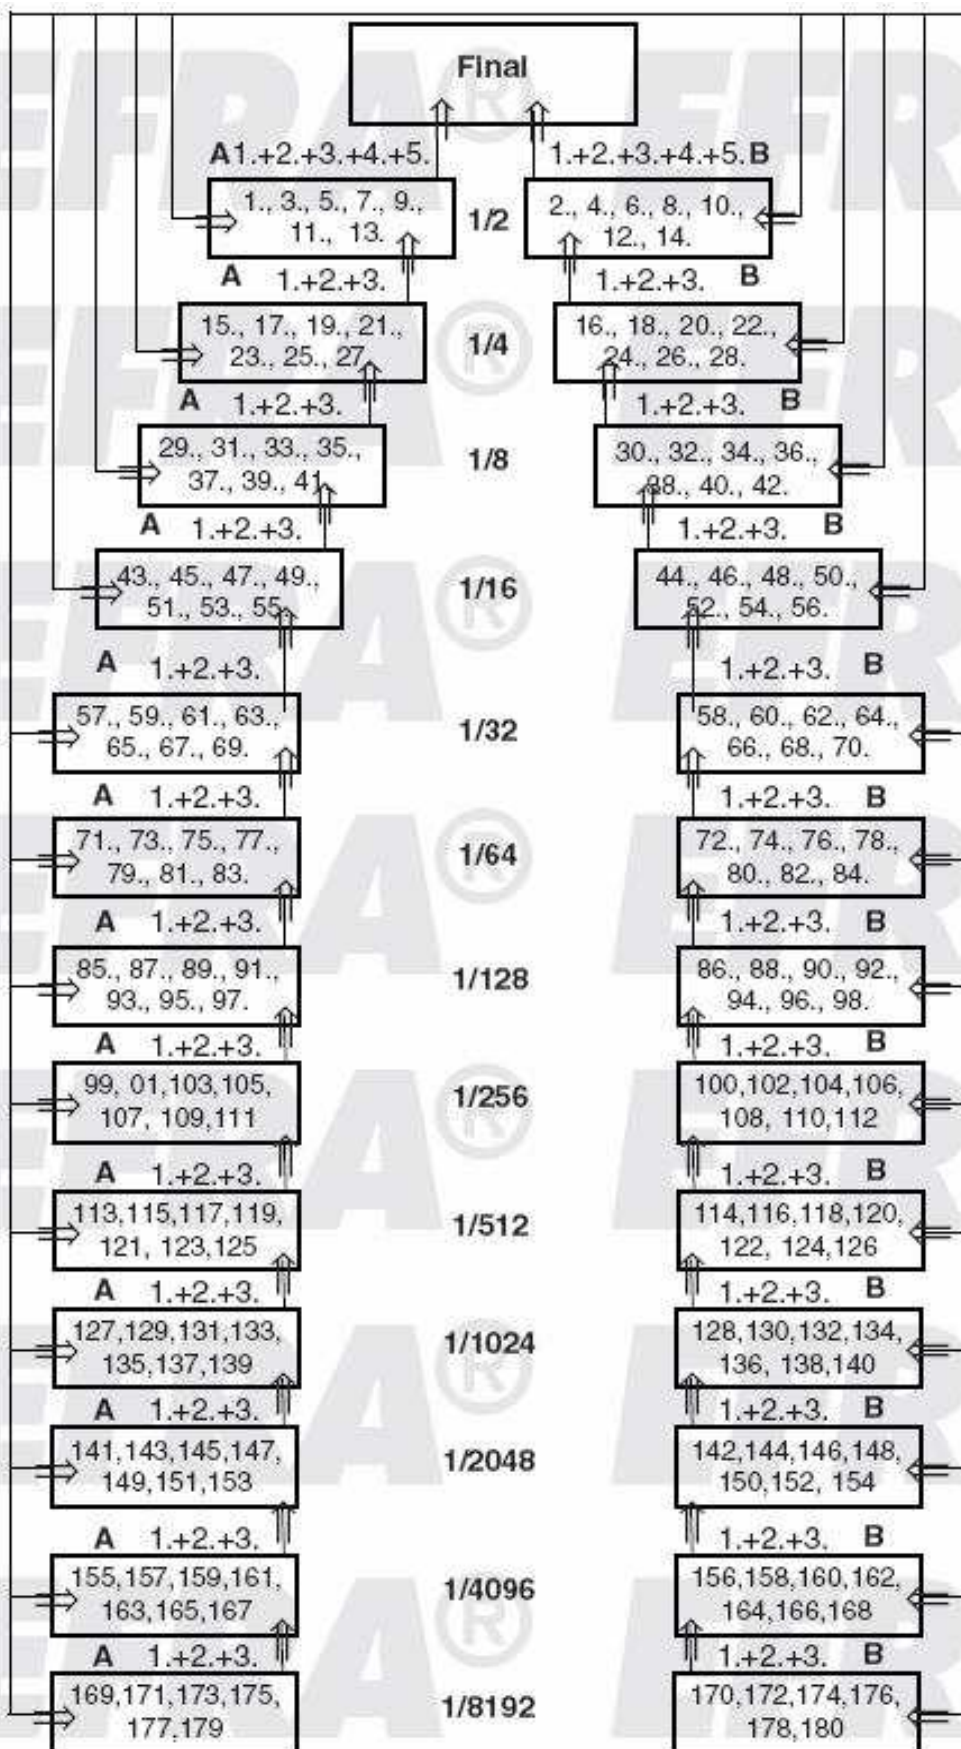 Final
A 1.+2.+3.+4.+5. 1.+2.+3.+4.+5. B
1., 3., 5., 7., 9.,
11., 13.
1/2
2., 4., 6., 8., 10.,
12., 14.
A 1.+2.+3. 1.+2.+3. B
15., 17., 19., 21.,
23., 25., 27
1/4
16., 18., 20., 22.,
24., 26., 28.
A 1.+2.+3. 1.+2.+3. B
29., 31., 33., 35.,
37., 39., 41
1/8
30., 32., 34., 36.,
38., 40., 42.
A 1.+2.+3. 1.+2.+3. B
43., 45., 47., 49.,
51., 53., 55
1/16
44., 46., 48., 50.,
52., 54., 56.
A 1.+2.+3. 1.+2.+3. B
57., 59., 61., 63.,
65., 67., 69.
1/32
58., 60., 62., 64.,
66., 68., 70.
A 1.+2.+3. 1.+2.+3. B
71., 73., 75., 77.,
79., 81., 83.
1/64
72., 74., 76., 78.,
80., 82., 84.
A 1.+2.+3. 1.+2.+3. B
85., 87., 89., 91.,
93., 95., 97.
1/128
86., 88., 90., 92.,
94., 96., 98.
A 1.+2.+3. 1.+2.+3. B
99, 01,103,105,
107, 109,111
1/256
100,102,104,106,
108, 110,112
A 1.+2.+3. 1.+2.+3. B
113,115,117,119,
121, 123,125
1/512
114,116,118,120,
122, 124,126
A 1.+2.+3. 1.+2.+3. B
127,129,131,133,
135,137,139
1/1024
128,130,132,134,
136, 138,140
A 1.+2.+3. 1.+2.+3. B
141,143,145,147,
149,151,153
1/2048
142,144,146,148,
150,152, 154
A 1.+2.+3. 1.+2.+3. B
155,157,159,161,
163,165,167
1/4096
156,158,160,162,
164,166,168
A 1.+2.+3. 1.+2.+3. B
169,171,173,175,
177,179
1/8192
170,172,174,176,
178,180